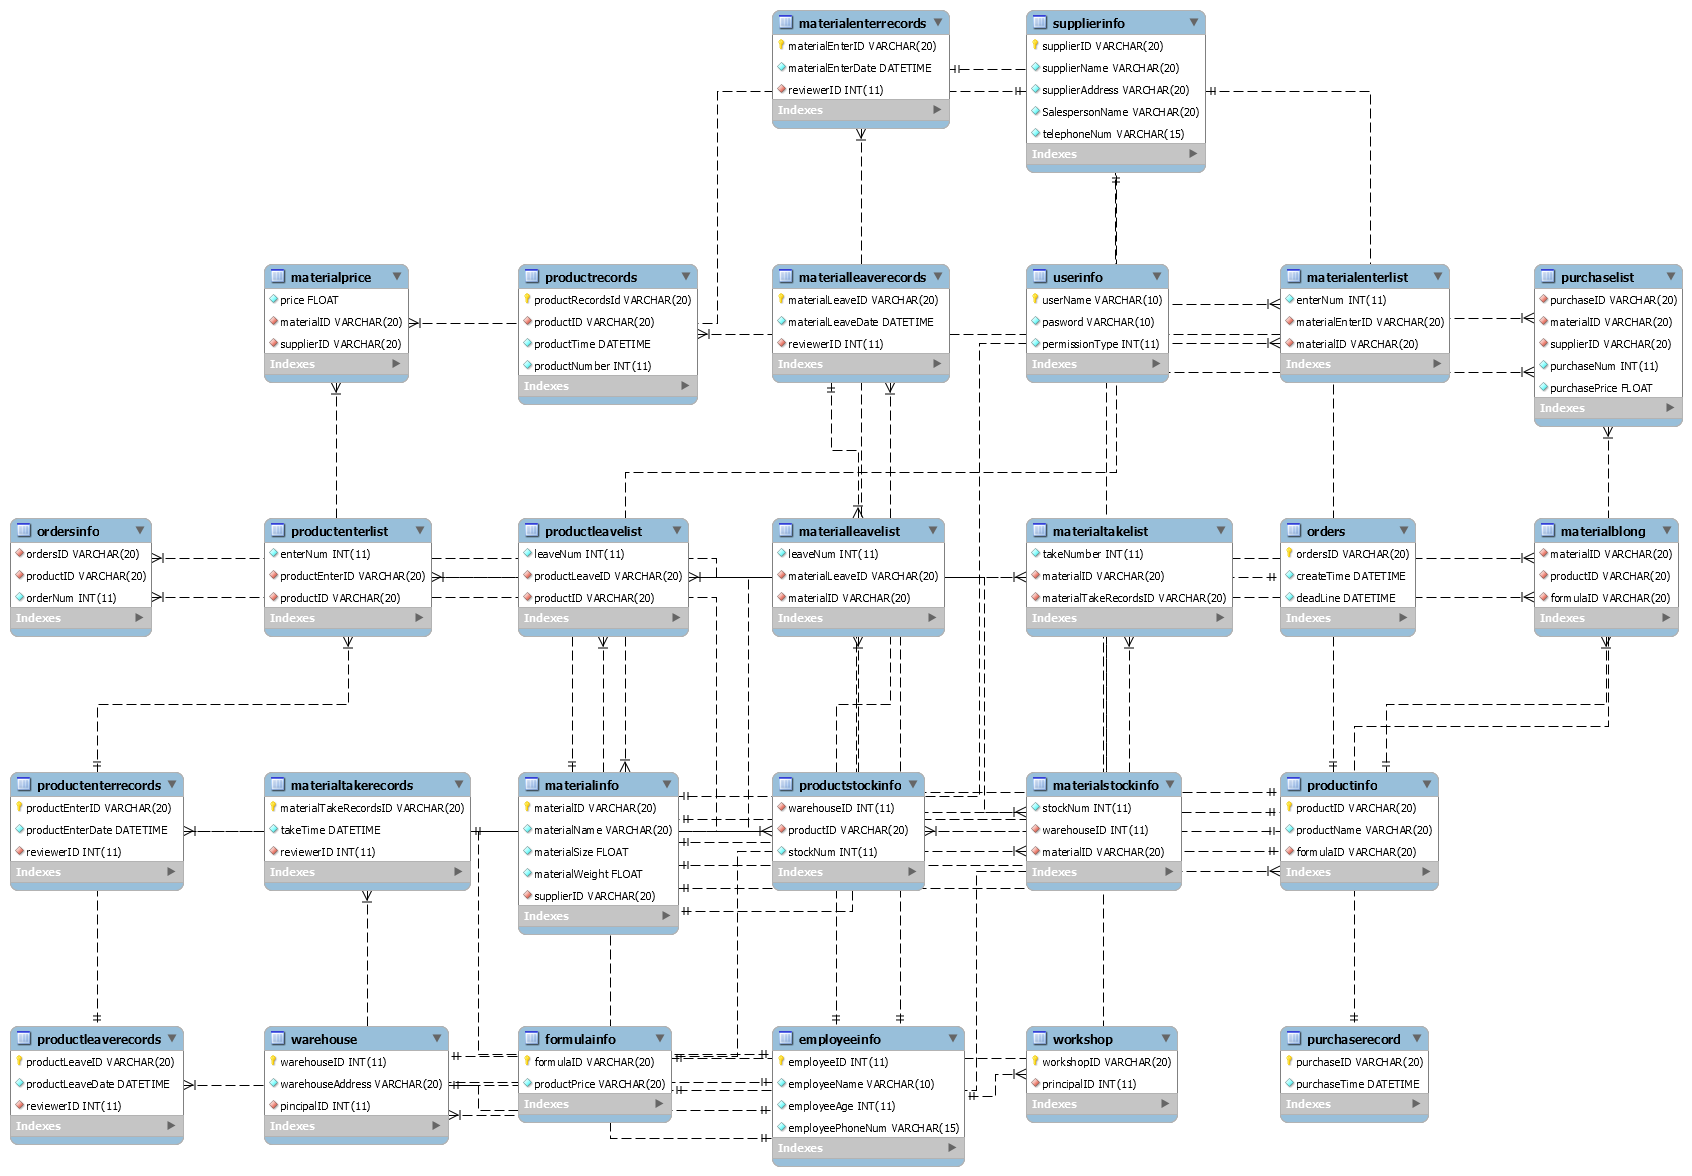 materialenterrecords
materialEnterID VARCHAR(20)
materialEnterDate DATETIME
reviewerID INT(11)
Indexes
supplierinfo
supplierID VARCHAR(20)
supplierName VARCHAR(20)
supplierAddress VARCHAR(20)
SalespersonName VARCHAR(20)
telephoneNum VARCHAR(15)
Indexes
materialprice
price FLOAT
materialID VARCHAR(20)
supplierID VARCHAR(20)
Indexes
productrecords
productRecordsId VARCHAR(20)
productID VARCHAR(20)
productTime DATETIME
productNumber INT(11)
Indexes
materialleaverecords
materialLeaveID VARCHAR(20)
materialLeaveDate DATETIME
reviewerID INT(11)
Indexes
userinfo
userName VARCHAR(10)
pasword VARCHAR(10)
permissionType INT(11)
Indexes
materialenterlist
enterNum INT(11)
materialEnterID VARCHAR(20)
materialID VARCHAR(20)
Indexes
purchaselist
purchaseID VARCHAR(20)
materialID VARCHAR(20)
supplierID VARCHAR(20)
purchaseNum INT(11)
purchasePrice FLOAT
Indexes
ordersinfo
ordersID VARCHAR(20)
productID VARCHAR(20)
orderNum INT(11)
Indexes
productenterlist
enterNum INT(11)
productEnterID VARCHAR(20)
productID VARCHAR(20)
Indexes
productleavelist
leaveNum INT(11)
productLeaveID VARCHAR(20)
productID VARCHAR(20)
Indexes
materialleavelist
leaveNum INT(11)
materialLeaveID VARCHAR(20)
materialID VARCHAR(20)
Indexes
materialtakelist
takeNumber INT(11)
materialID VARCHAR(20)
materialTakeRecordsID VARCHAR(20)
Indexes
orders
ordersID VARCHAR(20)
createTime DATETIME
deadLine DATETIME
Indexes
materialblong
materialID VARCHAR(20)
productID VARCHAR(20)
formulaID VARCHAR(20)
Indexes
productenterrecords
productEnterID VARCHAR(20)
productEnterDate DATETIME
reviewerID INT(11)
Indexes
materialtakerecords
materialTakeRecordsID VARCHAR(20)
takeTime DATETIME
reviewerID INT(11)
Indexes
materialinfo
materialID VARCHAR(20)
materialName VARCHAR(20)
materialSize FLOAT
materialWeight FLOAT
supplierID VARCHAR(20)
Indexes
productstockinfo
warehouseID INT(11)
productID VARCHAR(20)
stockNum INT(11)
Indexes
materialstockinfo
stockNum INT(11)
warehouseID INT(11)
materialID VARCHAR(20)
Indexes
productinfo
productID VARCHAR(20)
productName VARCHAR(20)
formulaID VARCHAR(20)
Indexes
productleaverecords
productLeaveID VARCHAR(20)
productLeaveDate DATETIME
reviewerID INT(11)
Indexes
warehouse
warehouseID INT(11)
warehouseAddress VARCHAR(20)
pincipalID INT(11)
Indexes
formulainfo
formulaID VARCHAR(20)
productPrice VARCHAR(20)
Indexes
employeeinfo
employeeID INT(11)
employeeName VARCHAR(10)
employeeAge INT(11)
employeePhoneNum VARCHAR(15)
Indexes
workshop
workshopID VARCHAR(20)
principalID INT(11)
Indexes
purchaserecord
purchaseID VARCHAR(20)
purchaseTime DATETIME
Indexes